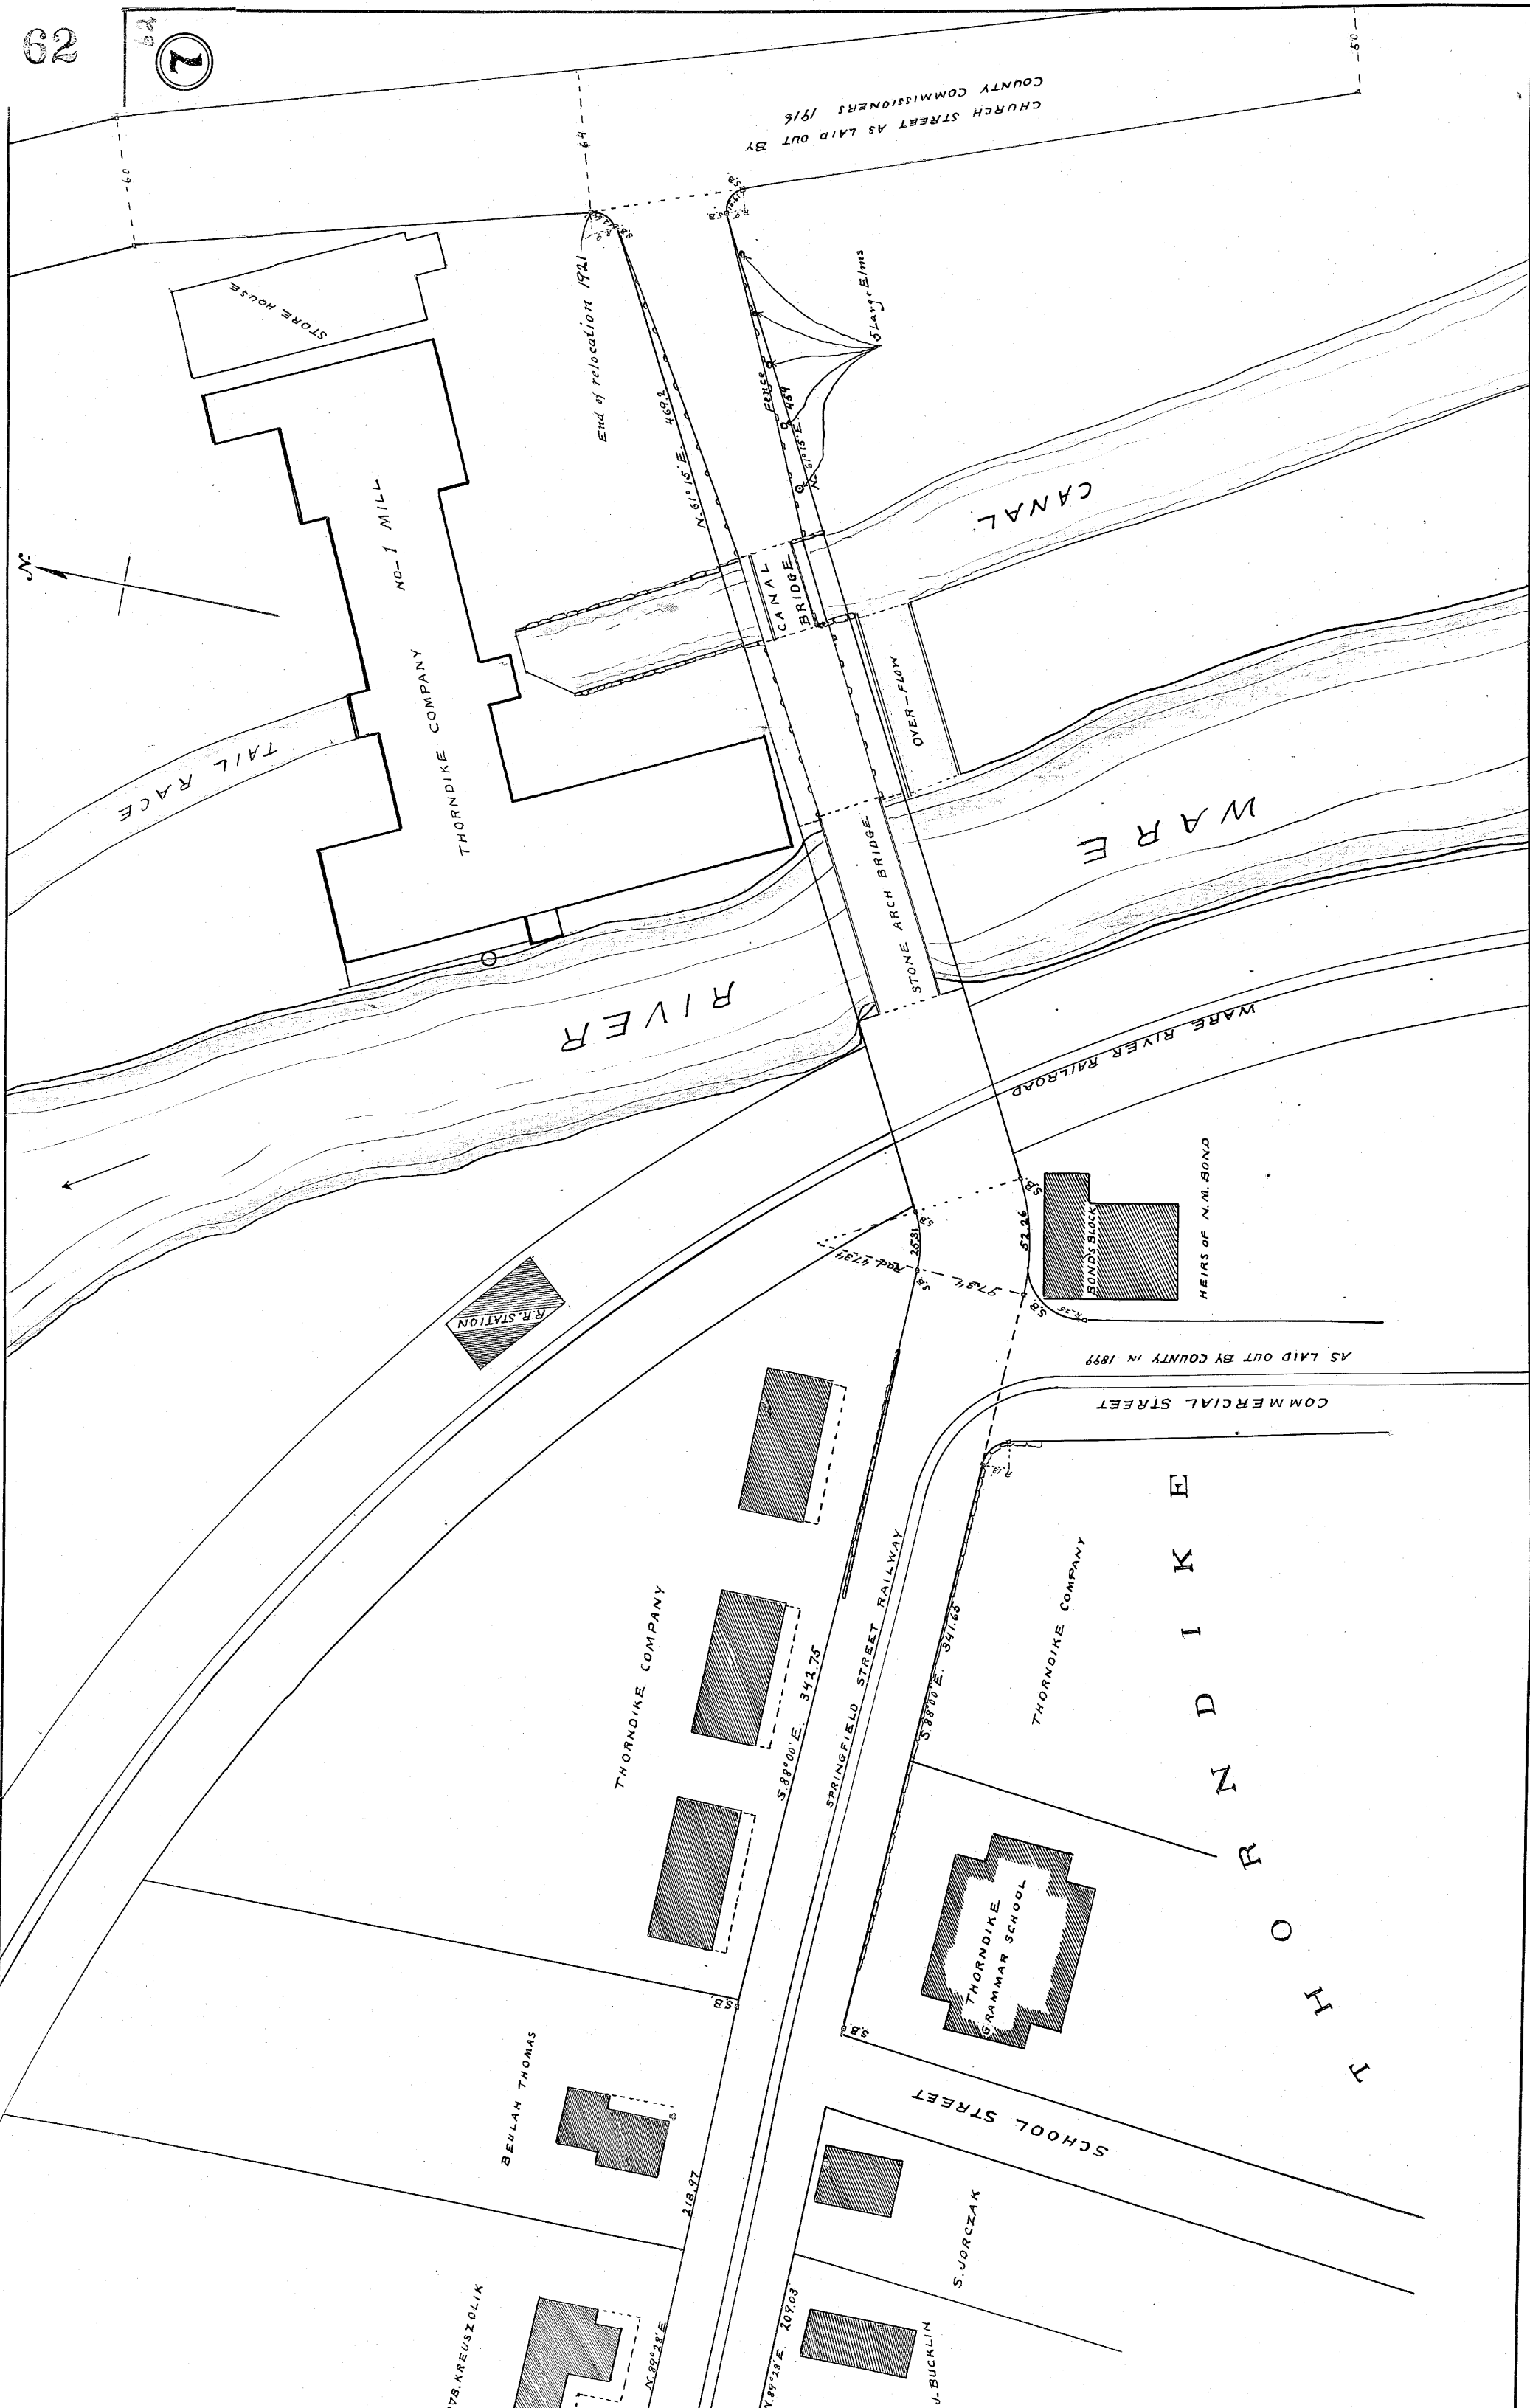 62
7
CHURCH STREET AS LAID OUT BY
COUNTY COMMISSIONERS 1916
50
60
64
S.B.
S.B.
S.B.
End of relocation 1921
STORE HOUSE
5 Large Elms
Fence
N. 61° 15' E. 469.2
N. 61° 15' E. 459
N.
NO-1 MILL
THORNDIKE COMPANY
CANAL
CANAL
BRIDGE
OVER-FLOW
TAIL RACE
WARE
RIVER
STONE ARCH BRIDGE
WARE RIVER RAILROAD
S.B.
S.B.
25.31
52.26
Rad. 97.34
97.34
S.B.
S.B.
BOND'S BLOCK
HEIRS OF N.M. BOND
R.R. STATION
AS LAID OUT BY COUNTY IN 1899
COMMERCIAL STREET
THORNDIKE COMPANY
S. 88° 00' E. 342.75
SPRINGFIELD STREET RAILWAY
S. 88° 00' E. 341.65
THORNDIKE COMPANY
THORNDIKE
THORNDIKE
GRAMMAR SCHOOL
S.B.
S.B.
SCHOOL STREET
BEULAH THOMAS
213.97
S. JORCZAK
B. KREUSZOLIK
N. 89° 28' E.
N. 89° 28' E. 209.03
J. BUCKLIN